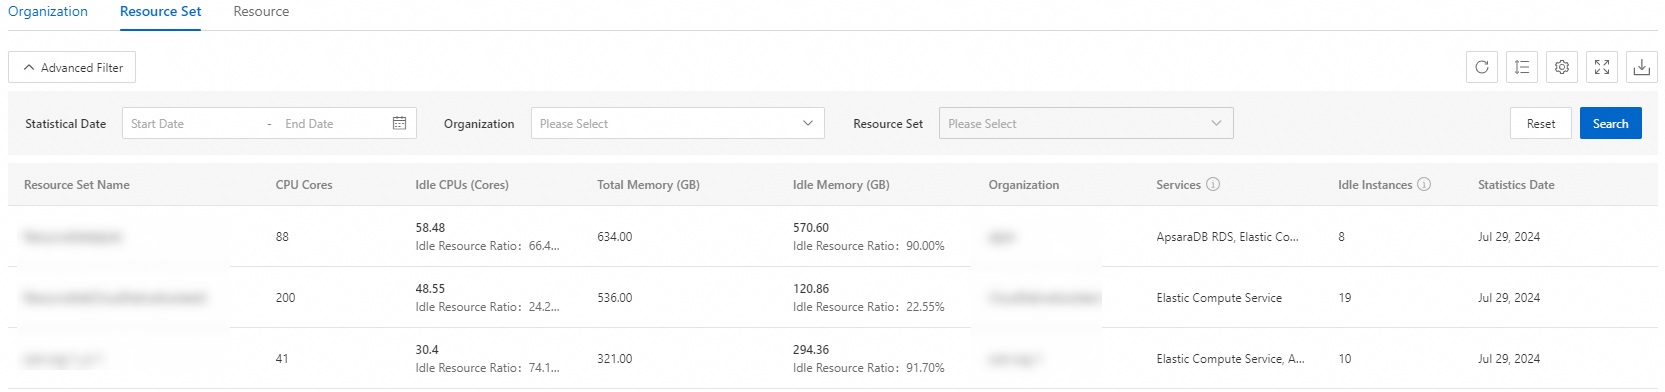 Organization Resource Set Resource
Advanced Filter
Statistical Date Start Date - End Date Organization Please Select Resource Set Please Select Reset Search
Resource Set Name CPU Cores Idle CPUs (Cores) Total Memory (GB) Idle Memory (GB) Organization Services Idle Instances Statistics Date
58.48 570.60
88 634.00 ApsaraDB RDS, Elastic Co... 8 Jul 29, 2024
Idle Resource Ratio: 66.4... Idle Resource Ratio: 90.00%
48.55 120.86
200 536.00 Elastic Compute Service 19 Jul 29, 2024
Idle Resource Ratio: 24.2... Idle Resource Ratio: 22.55%
30.4 294.36
41 321.00 Elastic Compute Service, A... 10 Jul 29, 2024
Idle Resource Ratio: 74.1... Idle Resource Ratio: 91.70%